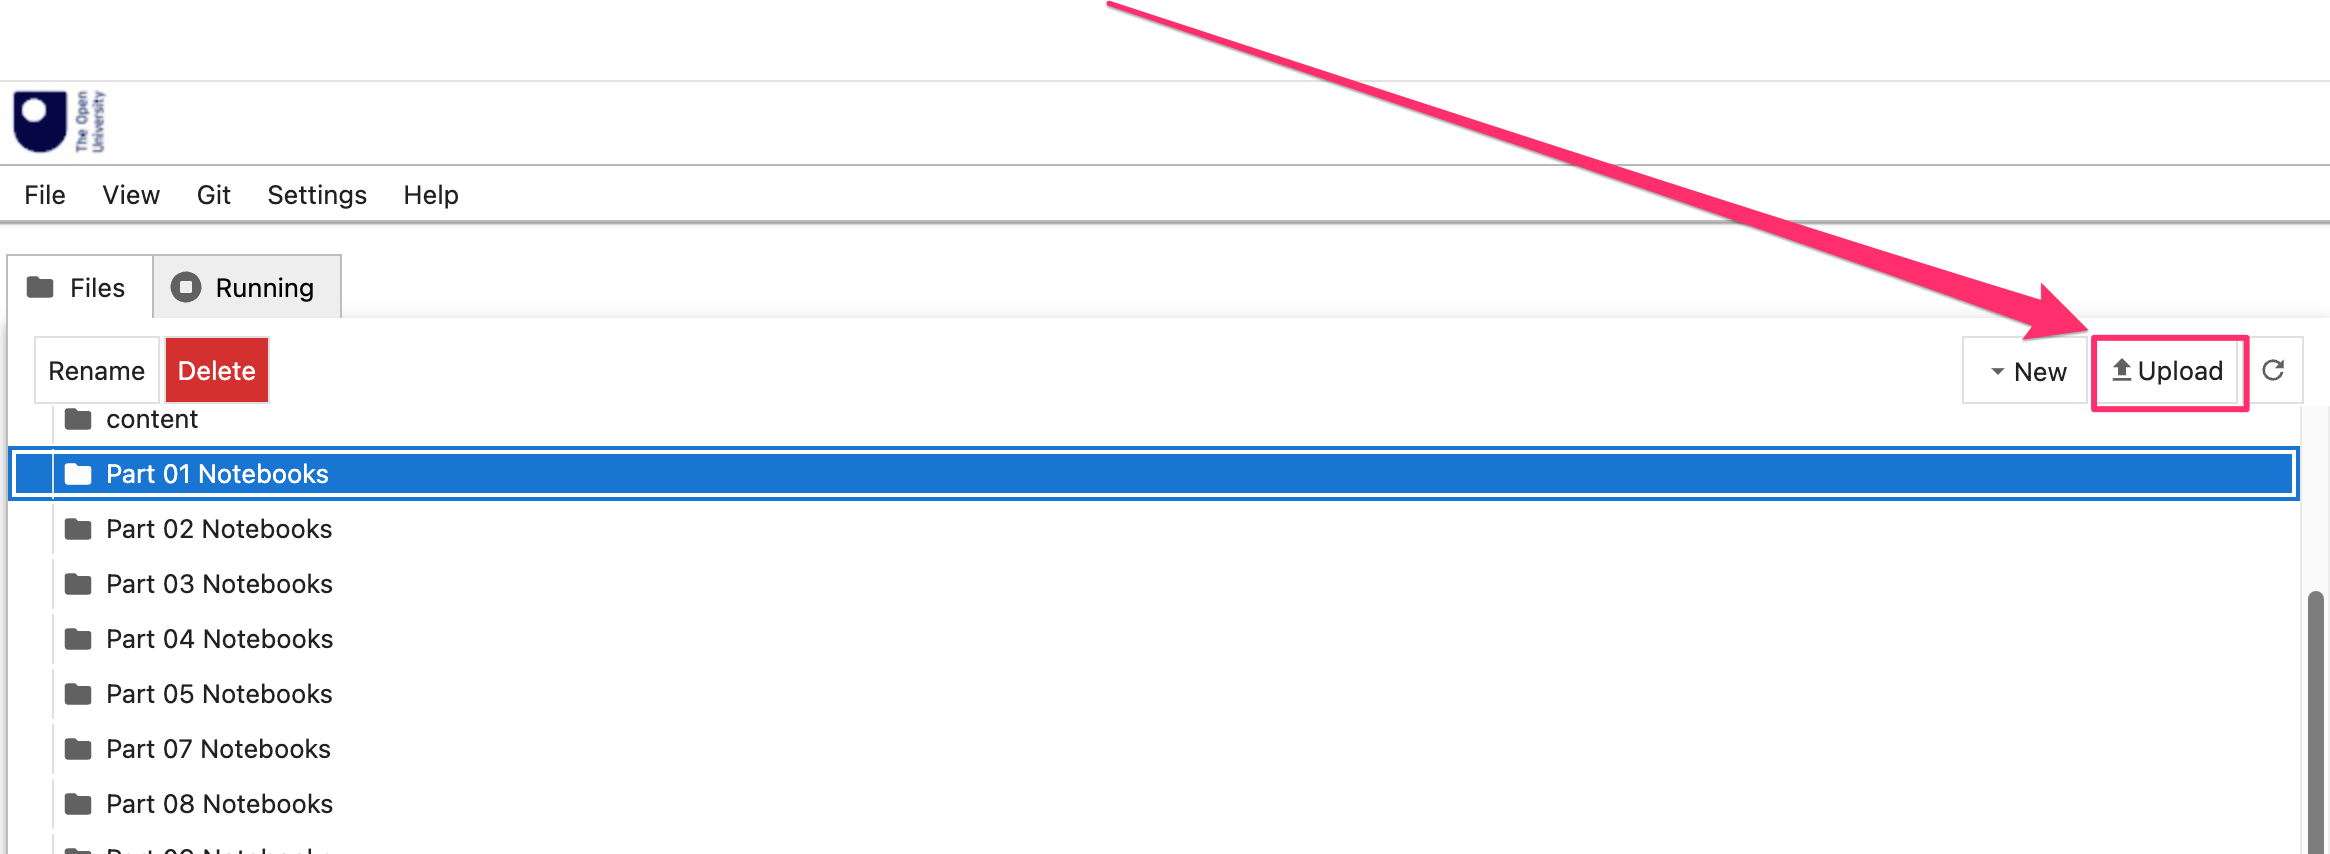 The Open
University
File View Git Settings Help
Files Running
Rename Delete New Upload
content
Part 01 Notebooks
Part 02 Notebooks
Part 03 Notebooks
Part 04 Notebooks
Part 05 Notebooks
Part 07 Notebooks
Part 08 Notebooks